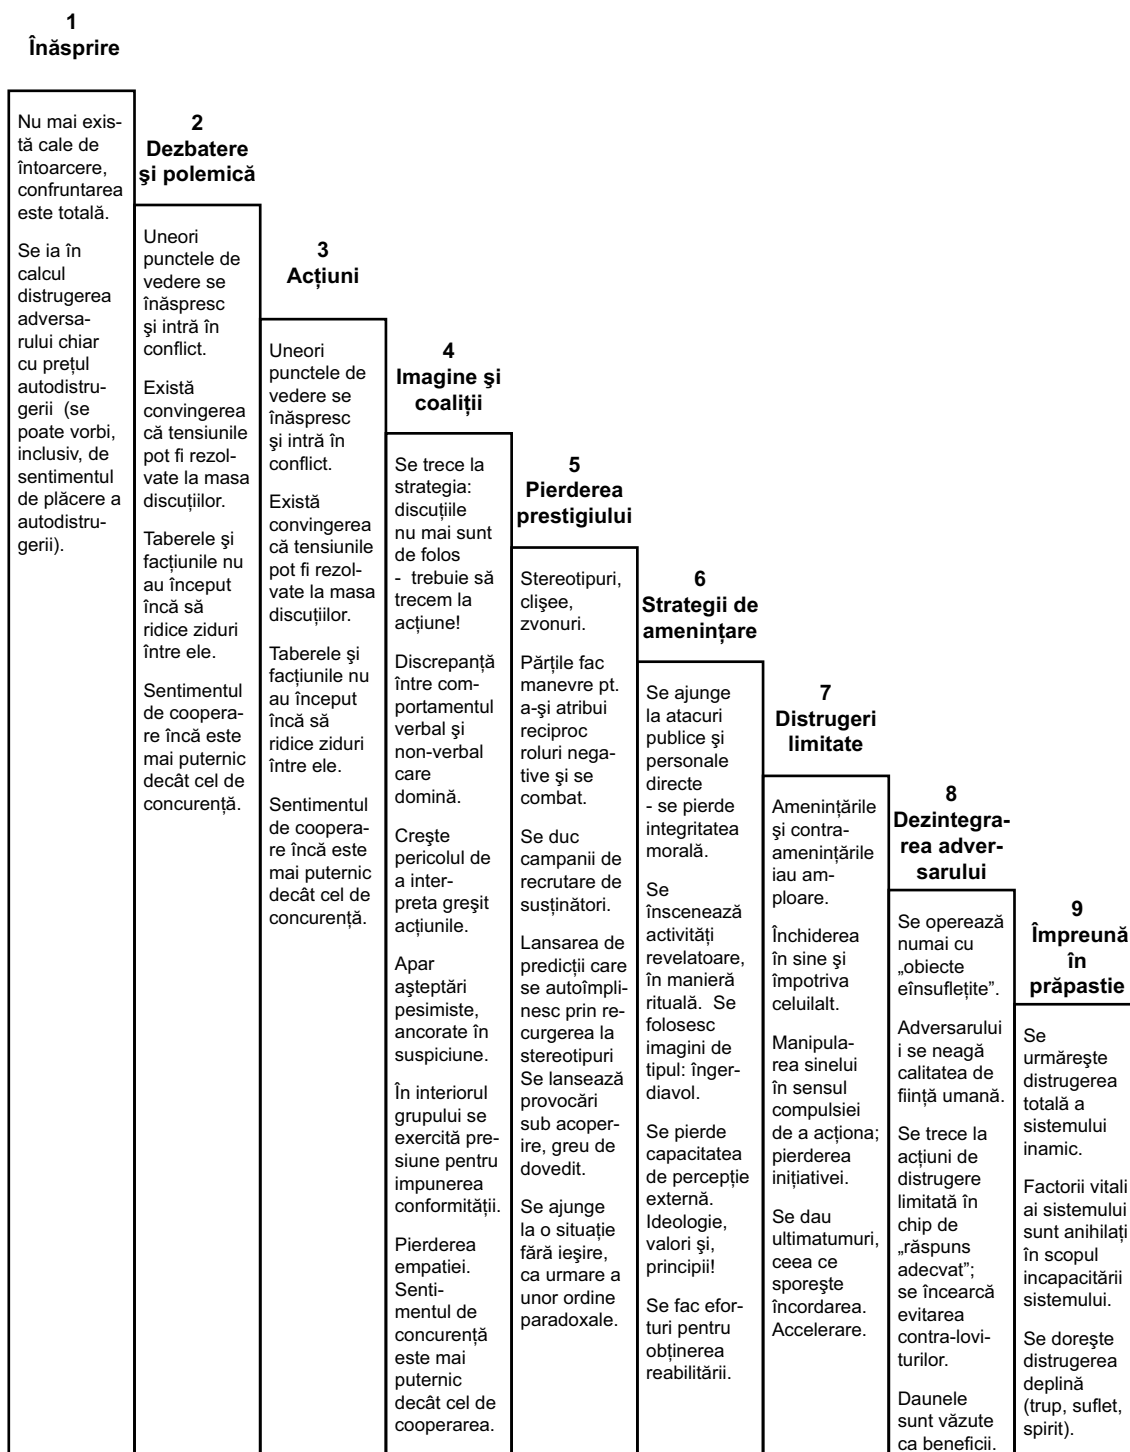 1
Înăsprire
Nu mai exis-
tă cale de
întoarcere,
confruntarea
este totală.
Se ia în
calcul
distrugerea
adversa-
rului chiar
cu prețul
autodistru-
gerii  (se
poate vorbi,
inclusiv, de
sentimentul
de plăcere a
autodistru-
gerii).
2
Dezbatere
şi polemică
Uneori
punctele de
vedere se
înăspresc
şi intră în
conflict.
Există
convingerea
că tensiunile
pot fi rezol-
vate la masa
discuțiilor.
Taberele şi
facțiunile nu
au început
încă să
ridice ziduri
între ele.
Sentimentul
de coopera-
re încă este
mai puternic
decât cel de
concurență.
3
Acțiuni
Uneori
punctele de
vedere se
înăspresc
şi intră în
conflict.
Există
convingerea
că tensiunile
pot fi rezol-
vate la masa
discuțiilor.
Taberele şi
facțiunile nu
au început
încă să
ridice ziduri
între ele.
Sentimentul
de coopera-
re încă este
mai puternic
decât cel de
concurență.
4
Imagine şi
coaliții
Se trece la
strategia:
discuțiile
nu mai sunt
de folos
-  trebuie să
trecem la
acțiune!
Discrepanță
între com-
portamentul
verbal şi
non-verbal
care
domină.
Creşte
pericolul de
a inter-
preta greşit
acțiunile.
Apar
aşteptări
pesimiste,
ancorate în
suspiciune.
În interiorul
grupului se
exercită pre-
siune pentru
impunerea
conformității.
Pierderea
empatiei.
Senti-
mentul de
concurență
este mai
puternic
decât cel de
cooperarea.
5
Pierderea
prestigiului
Stereotipuri,
clişee,
zvonuri.
Părțile fac
manevre pt.
a-şi atribui
reciproc
roluri nega-
tive şi se
combat.
Se duc
campanii de
recrutare de
susținători.
Lansarea de
predicții care
se autoîmpli-
nesc prin re-
curgerea la
stereotipuri
Se lansează
provocări
sub acoper-
ire, greu de
dovedit.
Se ajunge
la o situație
fără ieşire,
ca urmare a
unor ordine
paradoxale.
6
Strategii de
amenințare
Se ajunge
la atacuri
publice şi
personale
directe
- se pierde
integritatea
morală.
Se
înscenează
activități
revelatoare,
în manieră
rituală.  Se
folosesc
imagini de
tipul: înger-
diavol.
Se pierde
capacitatea
de percepție
externă.
Ideologie,
valori şi,
principii!
Se fac efor-
turi pentru
obținerea
reabilitării.
7
Distrugeri
limitate
Amenințările
şi contra-
amenințările
iau am-
ploare.
Închiderea
în sine şi
împotriva
celuilalt.
Manipula-
rea sinelui
în sensul
compulsiei
de a acționa;
pierderea
inițiativei.
Se dau
ultimatumuri,
ceea ce
sporeşte
încordarea.
Accelerare.
8
Dezintegra-
rea adver-
sarului
Se operează
numai cu
„obiecte
eînsuflețite”.
Adversarului
i se neagă
calitatea de
ființă umană.
Se trece la
acțiuni de
distrugere
limitată în
chip de
„răspuns
adecvat”;
se încearcă
evitarea
contra-lovi-
turilor.
Daunele
sunt văzute
ca beneficii.
9
Împreună
în
prăpastie
Se
urmăreşte
distrugerea
totală a
sistemului
inamic.
Factorii vitali
ai sistemului
sunt anihilați
în scopul
incapacitării
sistemului.
Se doreşte
distrugerea
deplină
(trup, suflet,
spirit).